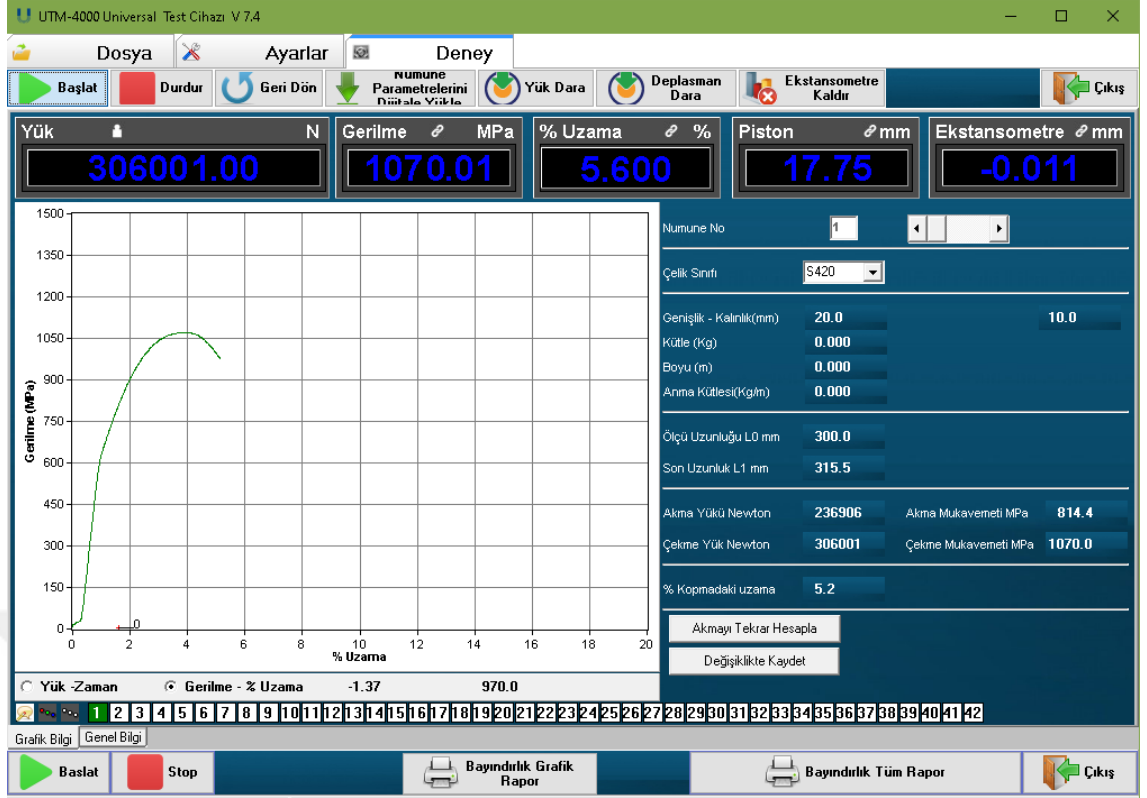 UTM-4000 Universal Test Cihazı V 7.4
Dosya Ayarlar Deney
Başlat Durdur Geri Dön Numune Parametrelerini Dijitale Yükle Yük Dara Deplasman Dara Ekstansometre Kaldır Çıkış
Yük N Gerilme MPa % Uzama % Piston mm Ekstansometre mm
306001.00 1070.01 5.600 17.75 -0.011
1500
1350
1200
1050
900
750
600
450
300
150
0
Gerilme (MPa)
0
0 2 4 6 8 10 12 14 16 18 20
% Uzama
Numune No 1
Çelik Sınıfı S420
Genişlik - Kalınlık(mm) 20.0 10.0
Kütle (Kg) 0.000
Boyu (m) 0.000
Anma Kütlesi(Kg/m) 0.000
Ölçü Uzunluğu L0 mm 300.0
Son Uzunluk L1 mm 315.5
Akma Yükü Newton 236906 Akma Mukavemeti MPa 814.4
Çekme Yük Newton 306001 Çekme Mukavemeti MPa 1070.0
% Kopmadaki uzama 5.2
Akmayı Tekrar Hesapla
Değişiklikte Kaydet
Yük -Zaman Gerilme - % Uzama -1.37 970.0
1 2 3 4 5 6 7 8 9 10 11 12 13 14 15 16 17 18 19 20 21 22 23 24 25 26 27 28 29 30 31 32 33 34 35 36 37 38 39 40 41 42
Grafik Bilgi Genel Bilgi
Baslat Stop Bayındırlık Grafik Rapor Bayındırlık Tüm Rapor Çıkış